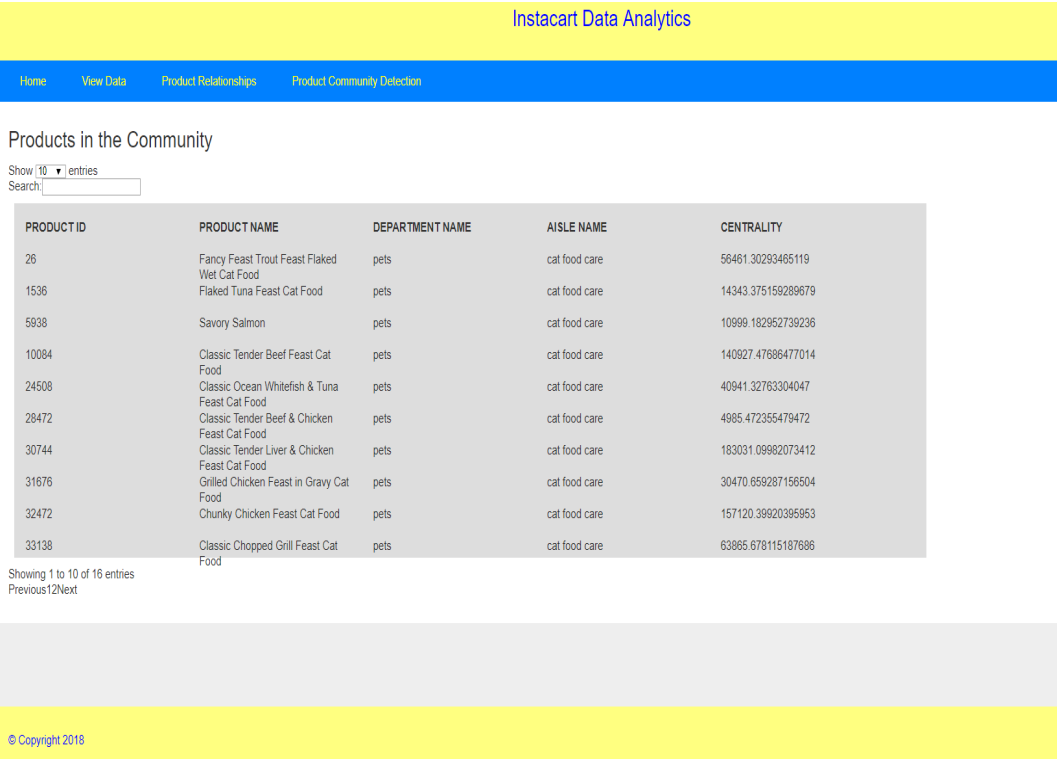 Instacart Data Analytics
Home View Data Product Relationships Product Community Detection
Products in the Community
Show 10 entries
Search:
PRODUCT ID PRODUCT NAME DEPARTMENT NAME AISLE NAME CENTRALITY
26 Fancy Feast Trout Feast Flaked pets cat food care 56461.30293465119
Wet Cat Food
1536 Flaked Tuna Feast Cat Food pets cat food care 14343.375159289679
5938 Savory Salmon pets cat food care 10999.182952739236
10084 Classic Tender Beef Feast Cat pets cat food care 140927.47686477014
Food
24508 Classic Ocean Whitefish & Tuna pets cat food care 40941.32763304047
Feast Cat Food
28472 Classic Tender Beef & Chicken pets cat food care 4985.472355479472
Feast Cat Food
30744 Classic Tender Liver & Chicken pets cat food care 183031.09982073412
Feast Cat Food
31676 Grilled Chicken Feast in Gravy Cat pets cat food care 30470.659287156504
Food
32472 Chunky Chicken Feast Cat Food pets cat food care 157120.39920395953
33138 Classic Chopped Grill Feast Cat pets cat food care 63865.678115187686
Food
Showing 1 to 10 of 16 entries
Previous12Next
© Copyright 2018